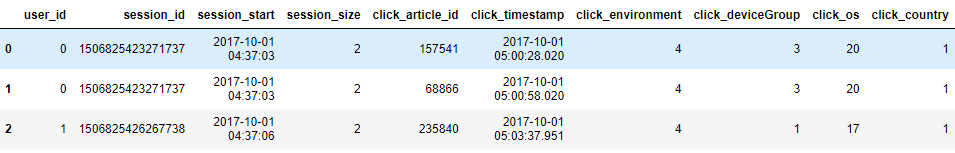 user_id session_id session_start session_size click_article_id click_timestamp click_environment click_deviceGroup click_os click_country
0 0 1506825423271737 2017-10-01 04:37:03 2 157541 2017-10-01 05:00:28.020 4 3 20 1
1 0 1506825423271737 2017-10-01 04:37:03 2 68866 2017-10-01 05:00:58.020 4 3 20 1
2 1 1506825426267738 2017-10-01 04:37:06 2 235840 2017-10-01 05:03:37.951 4 1 17 1